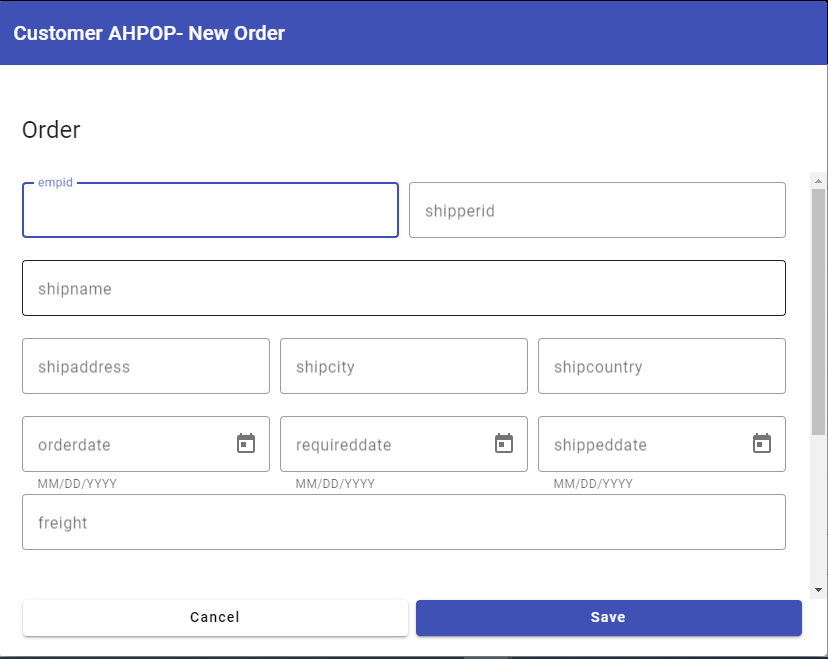 Customer AHPOP- New Order
Order
empid
shipperid
shipname
shipaddress shipcity shipcountry
orderdate requireddate shippeddate
MM/DD/YYYY MM/DD/YYYY MM/DD/YYYY
freight
Cancel Save